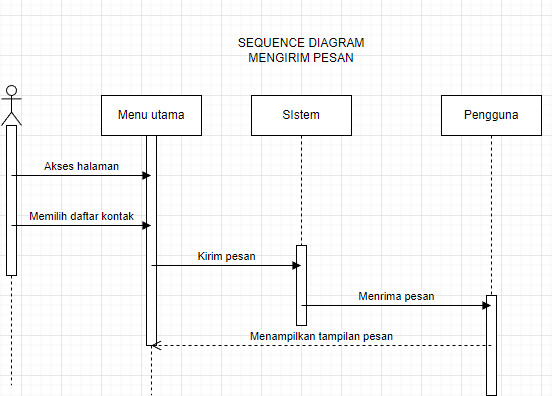 SEQUENCE DIAGRAM
MENGIRIM PESAN
Menu utama
SIstem
Pengguna
Akses halaman
Memilih daftar kontak
Kirim pesan
Menrima pesan
Menampilkan tampilan pesan